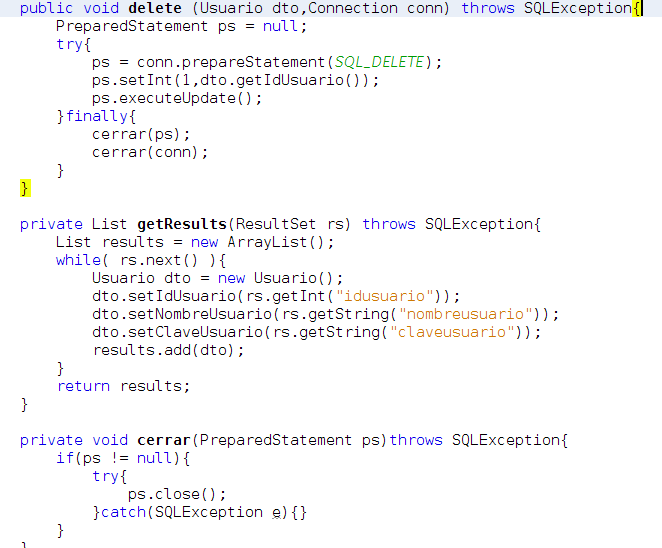 public void delete (Usuario dto,Connection conn) throws SQLException{
    PreparedStatement ps = null;
    try{
        ps = conn.prepareStatement(SQL_DELETE);
        ps.setInt(1,dto.getIdUsuario());
        ps.executeUpdate();
    }finally{
        cerrar(ps);
        cerrar(conn);
    }
}
private List getResults(ResultSet rs) throws SQLException{
    List results = new ArrayList();
    while( rs.next() ){
        Usuario dto = new Usuario();
        dto.setIdUsuario(rs.getInt("idusuario"));
        dto.setNombreUsuario(rs.getString("nombreusuario"));
        dto.setClaveUsuario(rs.getString("claveusuario"));
        results.add(dto);
    }
    return results;
}
private void cerrar(PreparedStatement ps)throws SQLException{
    if(ps != null){
        try{
            ps.close();
        }catch(SQLException e){}
    }
}